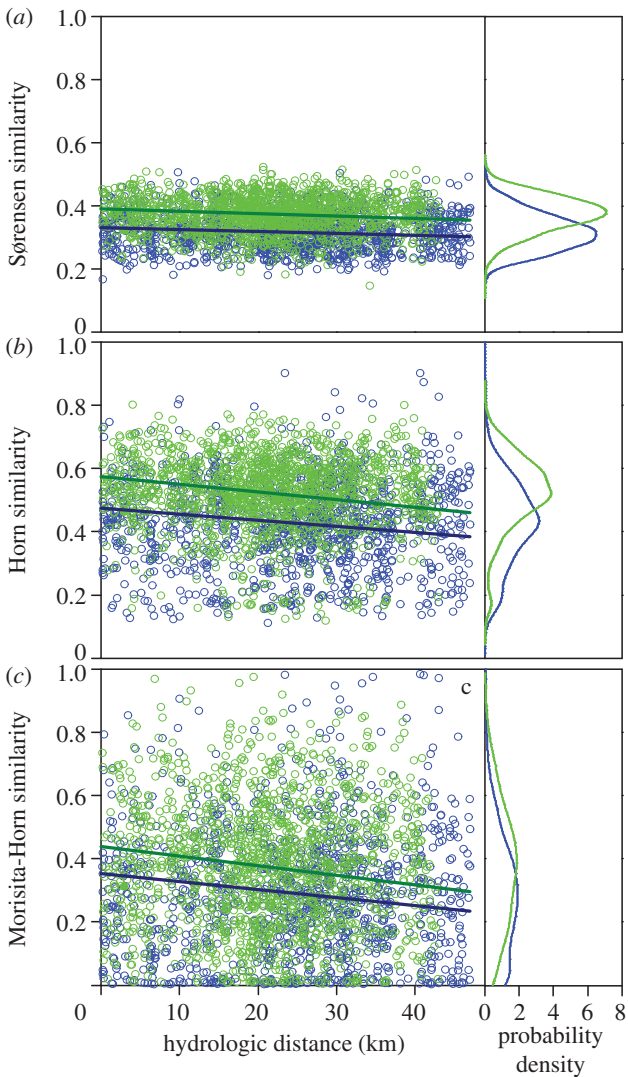 (a)
1.0
0.8
0.6
0.4
0.2
0
Sørensen similarity
(b)
1.0
0.8
0.6
0.4
0.2
0
Horn similarity
(c)
1.0
0.8
0.6
0.4
0.2
0
Morisita-Horn similarity
c
0 10 20 30 40
hydrologic distance (km)
0 2 4 6 8
probability
density